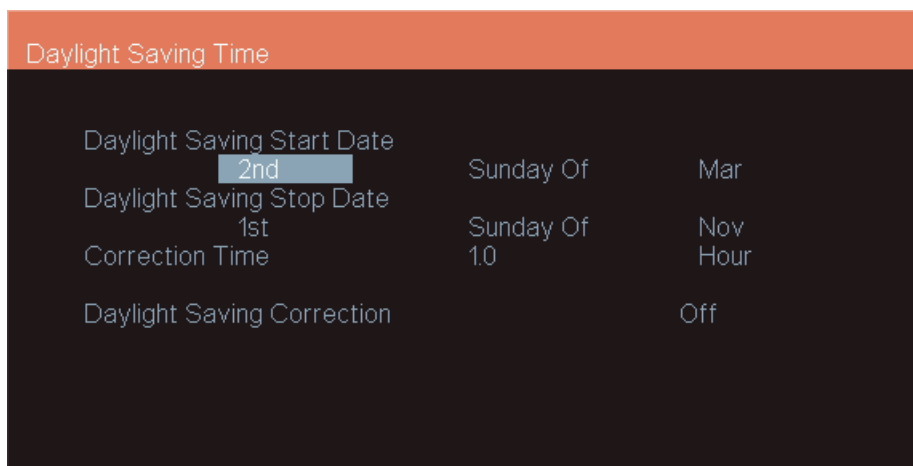 Daylight Saving Time
Daylight Saving Start Date
2nd Sunday Of Mar
Daylight Saving Stop Date
1st Sunday Of Nov
Correction Time 1.0 Hour
Daylight Saving Correction Off